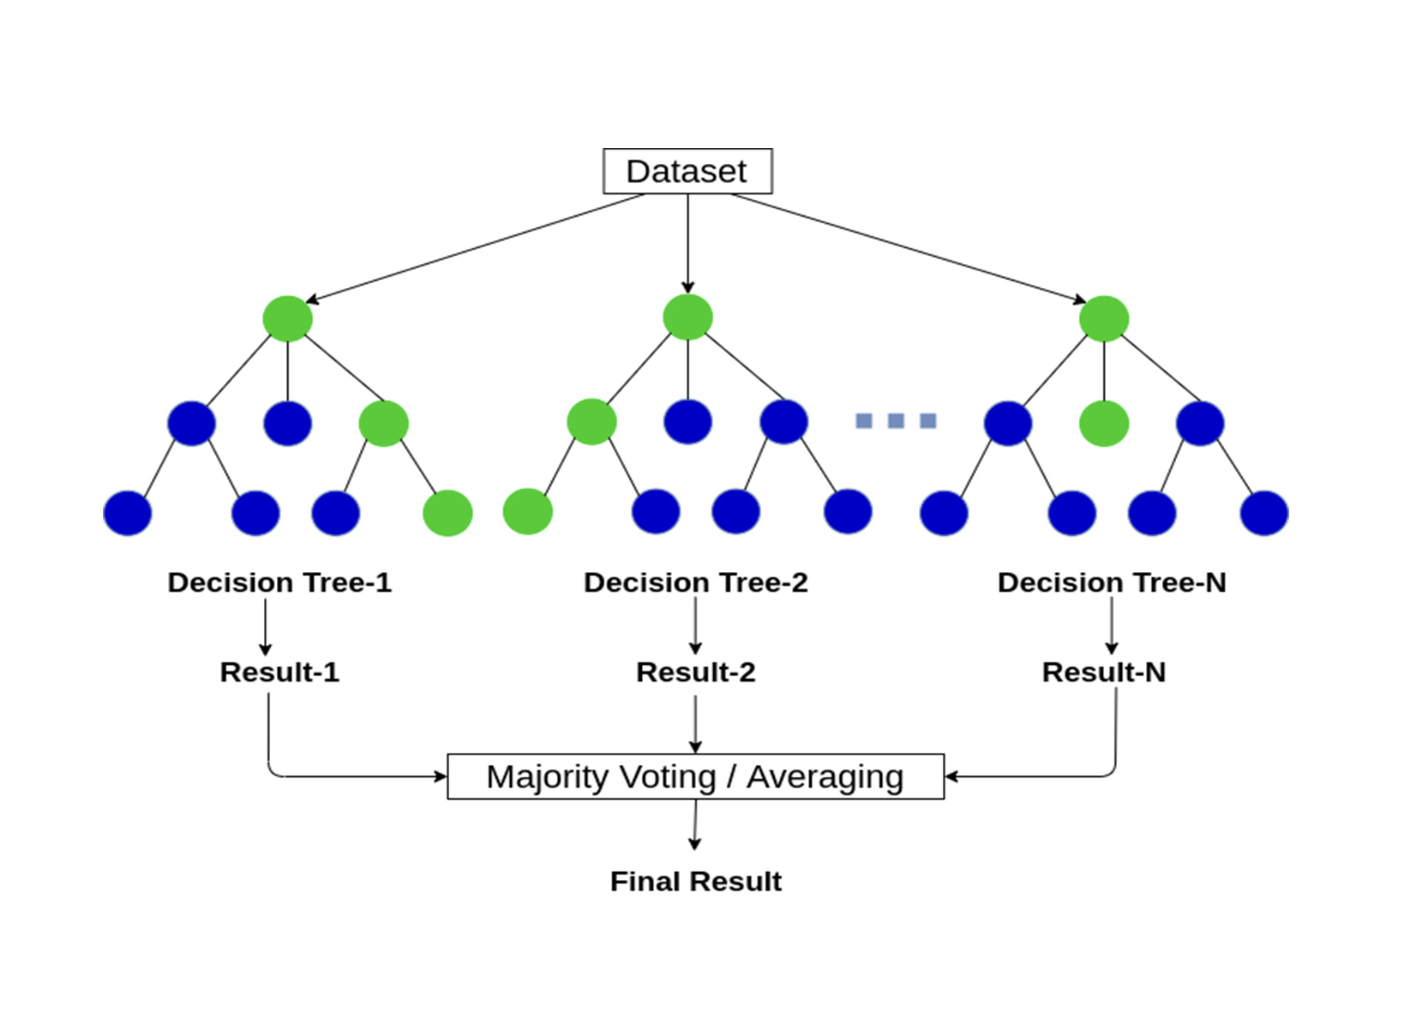 Dataset
Decision Tree-1
Decision Tree-2
Decision Tree-N
Result-1
Result-2
Result-N
Majority Voting / Averaging
Final Result